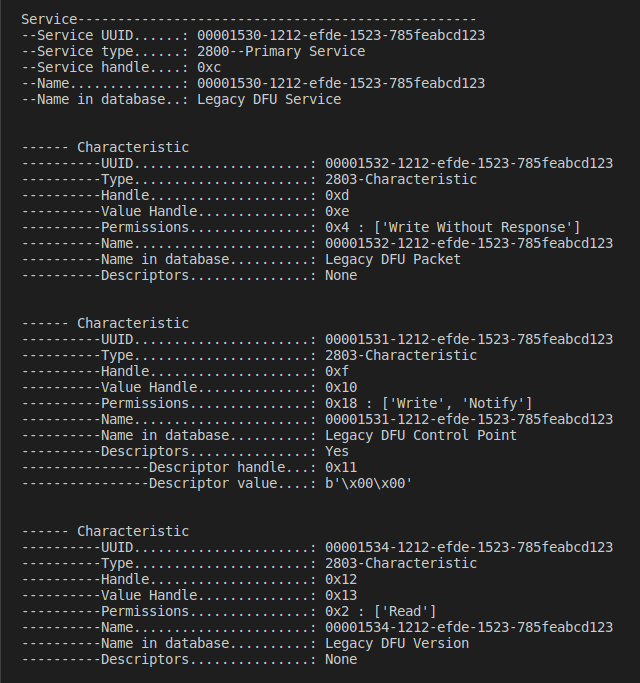 Service--------------------------------------------------
--Service UUID......: 00001530-1212-efde-1523-785feabcd123
--Service type......: 2800--Primary Service
--Service handle....: 0xc
--Name..............: 00001530-1212-efde-1523-785feabcd123
--Name in database..: Legacy DFU Service
------ Characteristic
----------UUID......................: 00001532-1212-efde-1523-785feabcd123
----------Type......................: 2803-Characteristic
----------Handle....................: 0xd
----------Value Handle..............: 0xe
----------Permissions...............: 0x4 : ['Write Without Response']
----------Name......................: 00001532-1212-efde-1523-785feabcd123
----------Name in database..........: Legacy DFU Packet
----------Descriptors...............: None
------ Characteristic
----------UUID......................: 00001531-1212-efde-1523-785feabcd123
----------Type......................: 2803-Characteristic
----------Handle....................: 0xf
----------Value Handle..............: 0x10
----------Permissions...............: 0x18 : ['Write', 'Notify']
----------Name......................: 00001531-1212-efde-1523-785feabcd123
----------Name in database..........: Legacy DFU Control Point
----------Descriptors...............: Yes
----------------Descriptor handle...: 0x11
----------------Descriptor value....: b'\x00\x00'
------ Characteristic
----------UUID......................: 00001534-1212-efde-1523-785feabcd123
----------Type......................: 2803-Characteristic
----------Handle....................: 0x12
----------Value Handle..............: 0x13
----------Permissions...............: 0x2 : ['Read']
----------Name......................: 00001534-1212-efde-1523-785feabcd123
----------Name in database..........: Legacy DFU Version
----------Descriptors...............: None